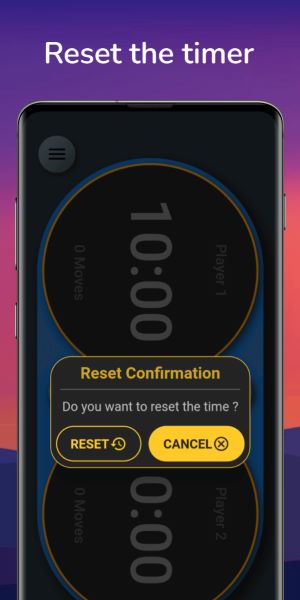 Reset the timer
10:00
0 Moves
Player 1
Reset Confirmation
Do you want to reset the time ?
RESET
CANCEL
0:00
0 Moves
Player 2